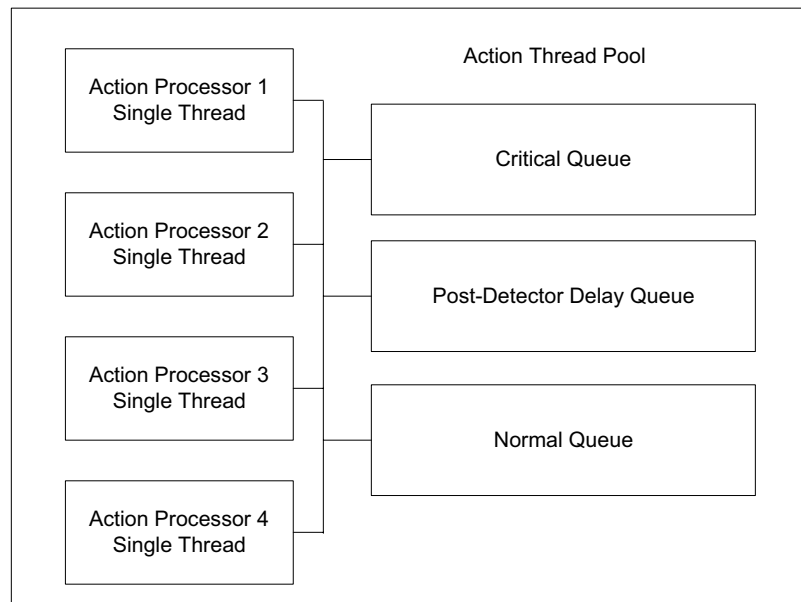 Action Thread Pool
Action Processor 1
Single Thread
Critical Queue
Action Processor 2
Single Thread
Post-Detector Delay Queue
Action Processor 3
Single Thread
Normal Queue
Action Processor 4
Single Thread